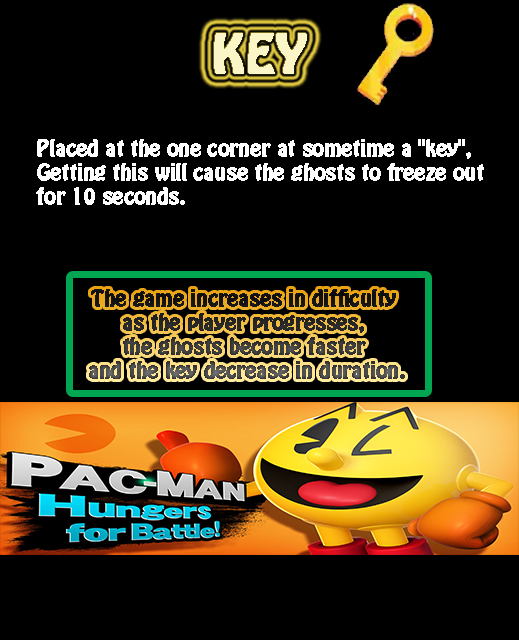 KEY
Placed at the one corner at sometime a "key",
Getting this will cause the ghosts to freeze out
for 10 seconds.
The game increases in difficulty
as the player progresses,
the ghosts become faster
and the key decrease in duration.
PAC-MAN
Hungers
for Battle!